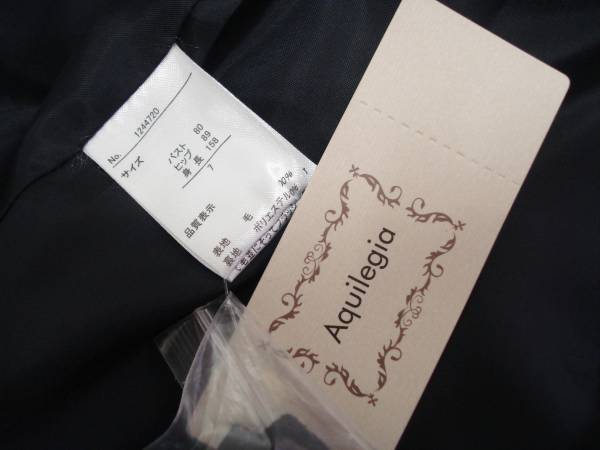 No. 1244720
サイズ
バスト 80
ヒップ 89
身長 158
7
品質表示
表地 毛
裏地 ポリエステル
Aquilegia